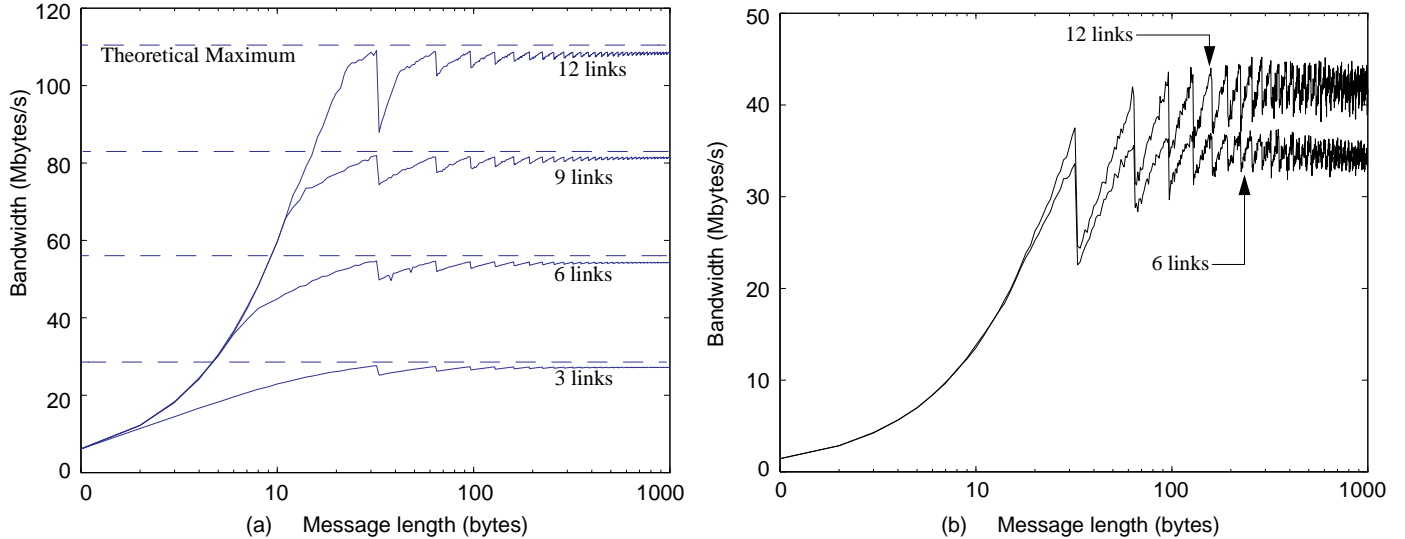 120
100
80
60
40
20
0
Bandwidth (Mbytes/s)
Theoretical Maximum
12 links
9 links
6 links
3 links
0
10
100
1000
(a) Message length (bytes)
50
40
30
20
10
0
Bandwidth (Mbytes/s)
12 links
6 links
0
10
100
1000
(b) Message length (bytes)